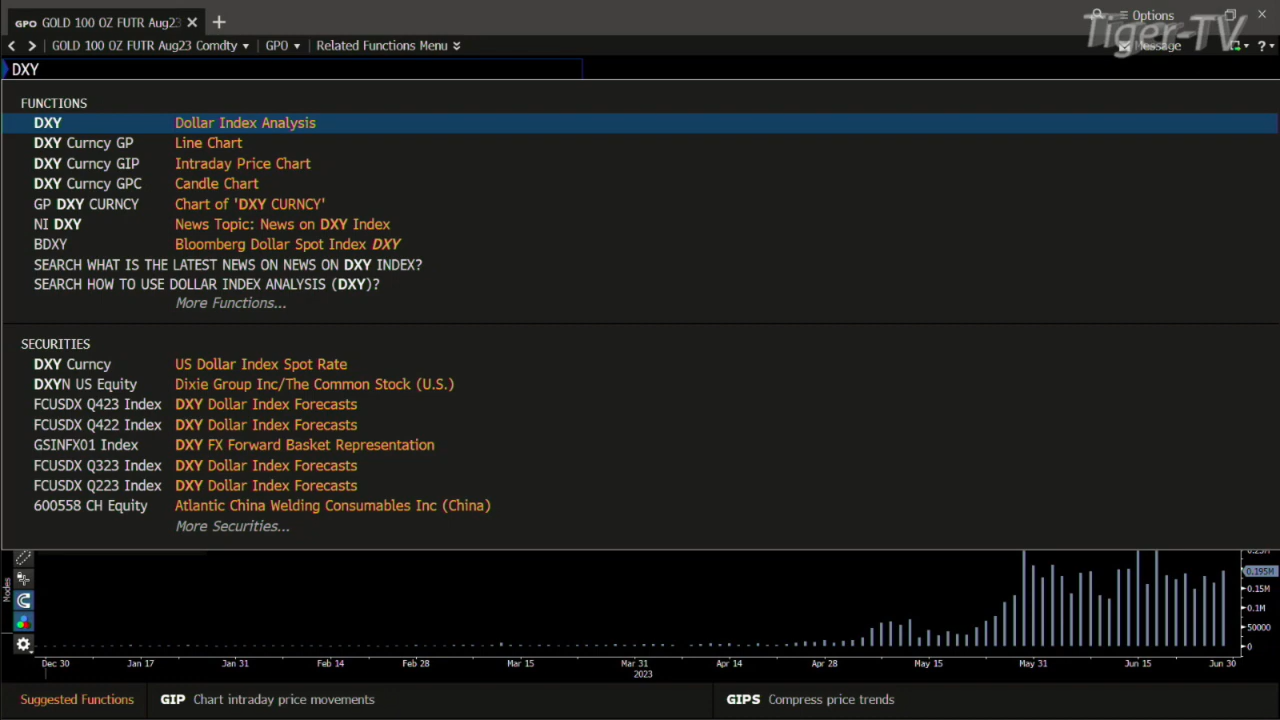 GPO GOLD 100 OZ FUTR Aug23
Options
GOLD 100 OZ FUTR Aug23 Comdty GPO Related Functions Menu
Message ?
Tiger-TV
DXY
FUNCTIONS
DXY Dollar Index Analysis
DXY Curncy GP Line Chart
DXY Curncy GIP Intraday Price Chart
DXY Curncy GPC Candle Chart
GP DXY CURNCY Chart of 'DXY CURNCY'
NI DXY News Topic: News on DXY Index
BDXY Bloomberg Dollar Spot Index DXY
SEARCH WHAT IS THE LATEST NEWS ON NEWS ON DXY INDEX?
SEARCH HOW TO USE DOLLAR INDEX ANALYSIS (DXY)?
More Functions...
SECURITIES
DXY Curncy US Dollar Index Spot Rate
DXYN US Equity Dixie Group Inc/The Common Stock (U.S.)
FCUSDX Q423 Index DXY Dollar Index Forecasts
FCUSDX Q422 Index DXY Dollar Index Forecasts
GSINFX01 Index DXY FX Forward Basket Representation
FCUSDX Q323 Index DXY Dollar Index Forecasts
FCUSDX Q223 Index DXY Dollar Index Forecasts
600558 CH Equity Atlantic China Welding Consumables Inc (China)
More Securities...
Modes
0.195M
0.15M
0.1M
50000
0
Dec 30 Jan 17 Jan 31 Feb 14 Feb 28 Mar 15 Mar 31 Apr 14 Apr 28 May 15 May 31 Jun 15 Jun 30
2023
Suggested Functions GIP Chart intraday price movements GIPS Compress price trends